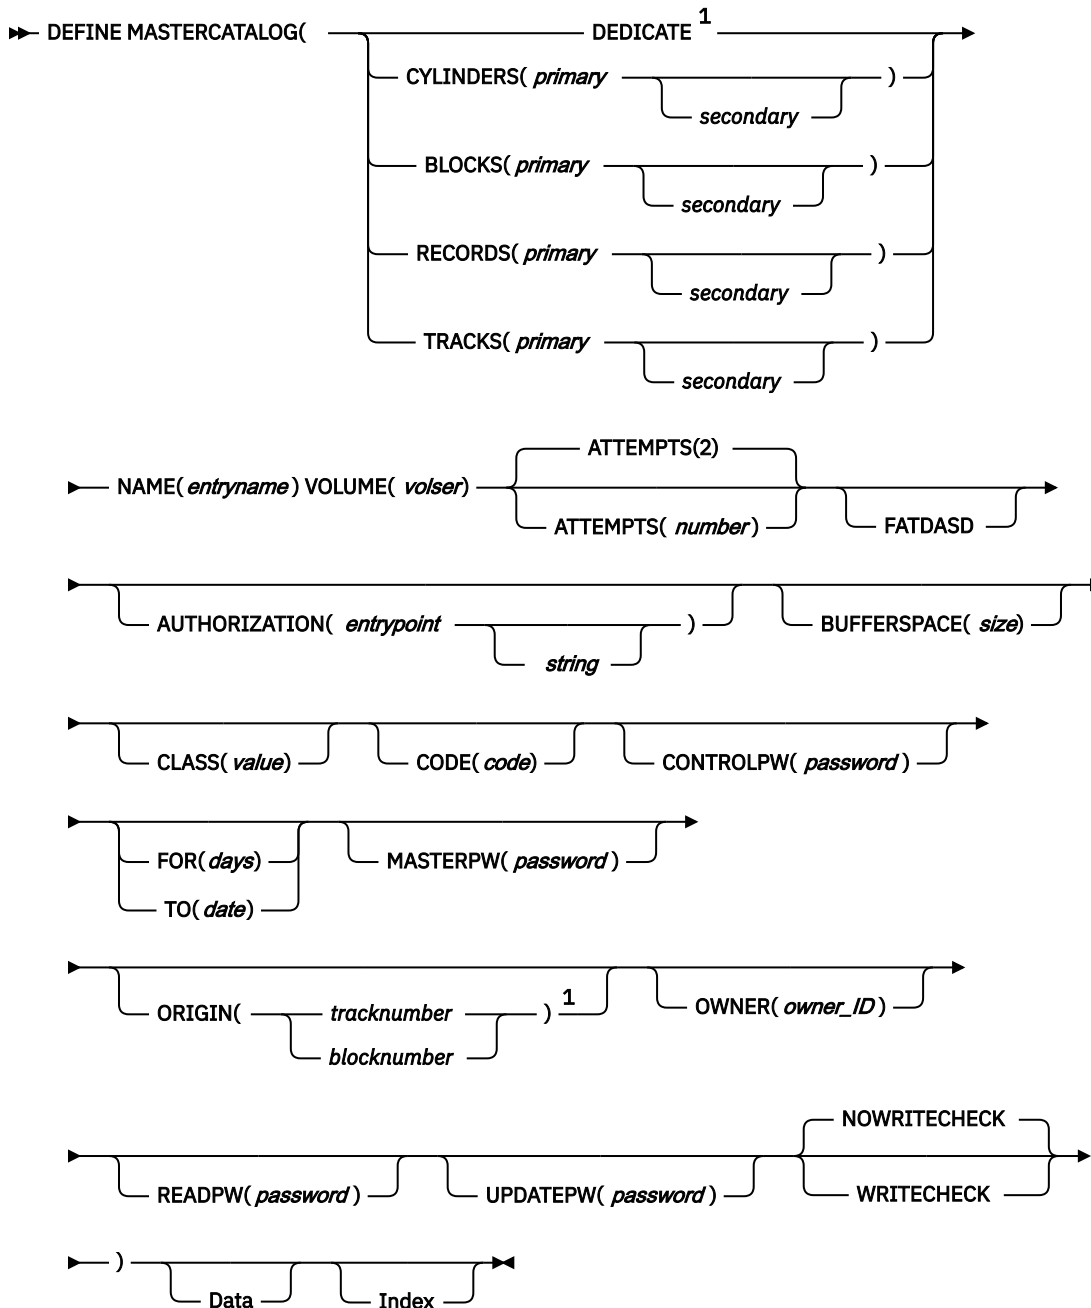 DEFINE MASTERCATALOG( DEDICATE 1
CYLINDERS( primary )
secondary
BLOCKS( primary )
secondary
RECORDS( primary )
secondary
TRACKS( primary )
secondary
ATTEMPTS(2)
NAME( entryname ) VOLUME( volser)
ATTEMPTS( number )
FATDASD
AUTHORIZATION( entrypoint )
string
BUFFERSPACE( size)
CLASS( value) CODE( code) CONTROLPW( password )
FOR( days) MASTERPW( password )
TO( date)
ORIGIN( tracknumber ) 1
blocknumber
OWNER( owner_ID )
NOWRITECHECK
READPW( password ) UPDATEPW( password ) WRITECHECK
)
Data Index